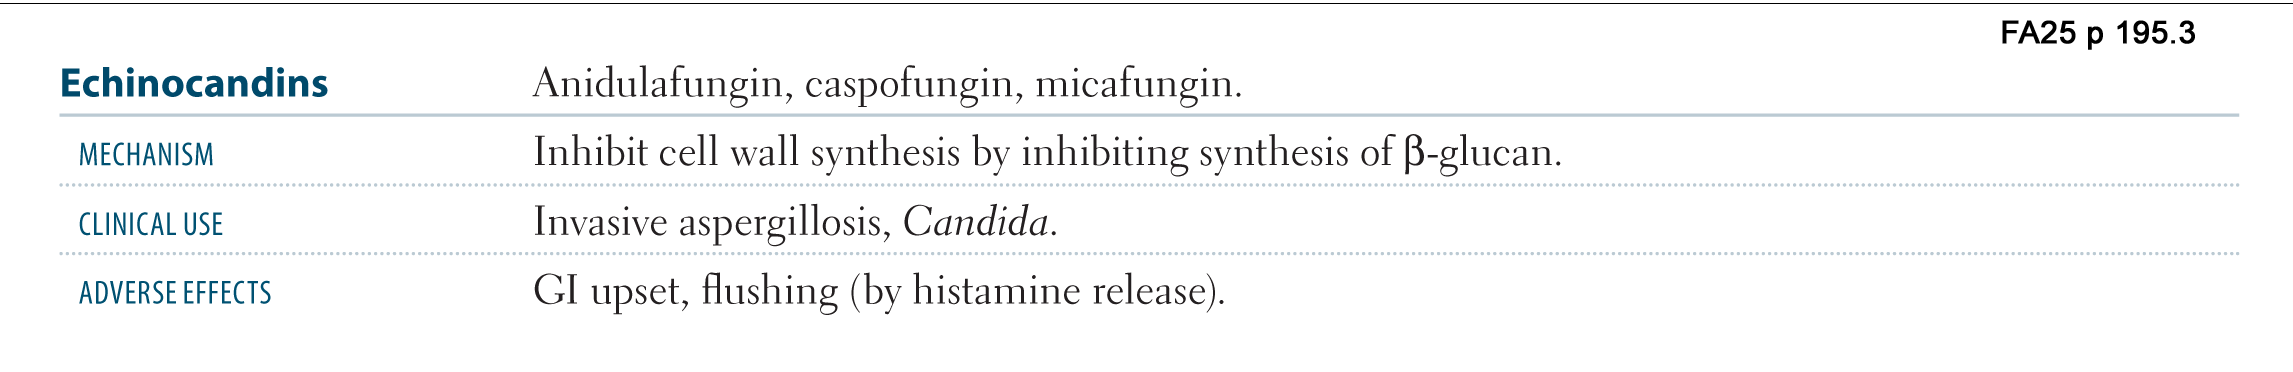 FA25 p 195.3
Echinocandins Anidulafungin, caspofungin, micafungin.
MECHANISM Inhibit cell wall synthesis by inhibiting synthesis of β-glucan.
CLINICAL USE Invasive aspergillosis, Candida.
ADVERSE EFFECTS GI upset, flushing (by histamine release).